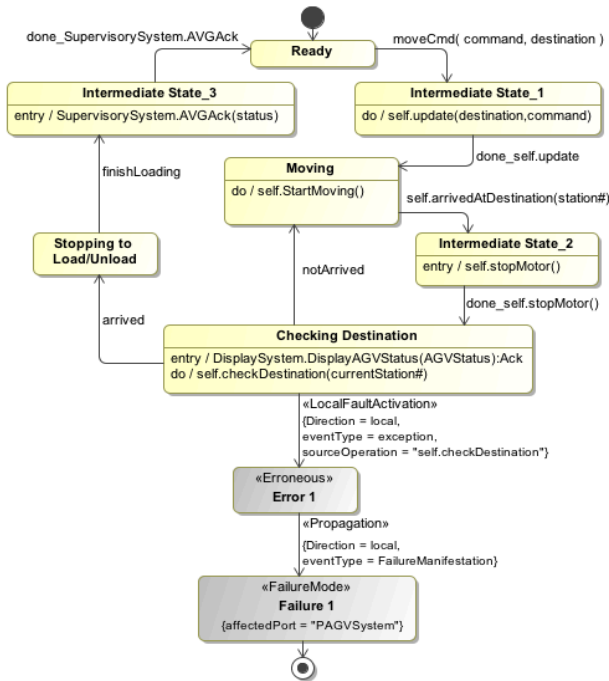 done_SupervisorySystem.AVGAck
Ready
moveCmd( command, destination )
Intermediate State_3
entry / SupervisorySystem.AVGAck(status)
Intermediate State_1
do / self.update(destination,command)
done_self.update
finishLoading
Moving
do / self.StartMoving()
self.arrivedAtDestination(station#)
Stopping to
Load/Unload
Intermediate State_2
entry / self.stopMotor()
notArrived
done_self.stopMotor()
arrived
Checking Destination
entry / DisplaySystem.DisplayAGVStatus(AGVStatus):Ack
do / self.checkDestination(currentStation#)
«LocalFaultActivation»
{Direction = local,
eventType = exception,
sourceOperation = "self.checkDestination"}
«Erroneous»
Error 1
«Propagation»
{Direction = local,
eventType = FailureManifestation}
«FailureMode»
Failure 1
{affectedPort = "PAGVSystem"}